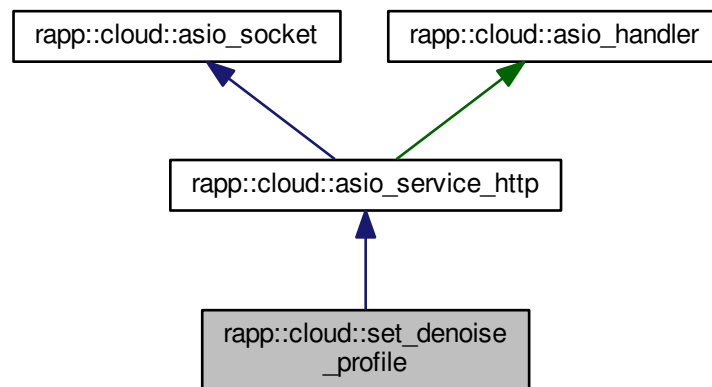 rapp::cloud::asio_socket
rapp::cloud::asio_handler
rapp::cloud::asio_service_http
rapp::cloud::set_denoise
_profile